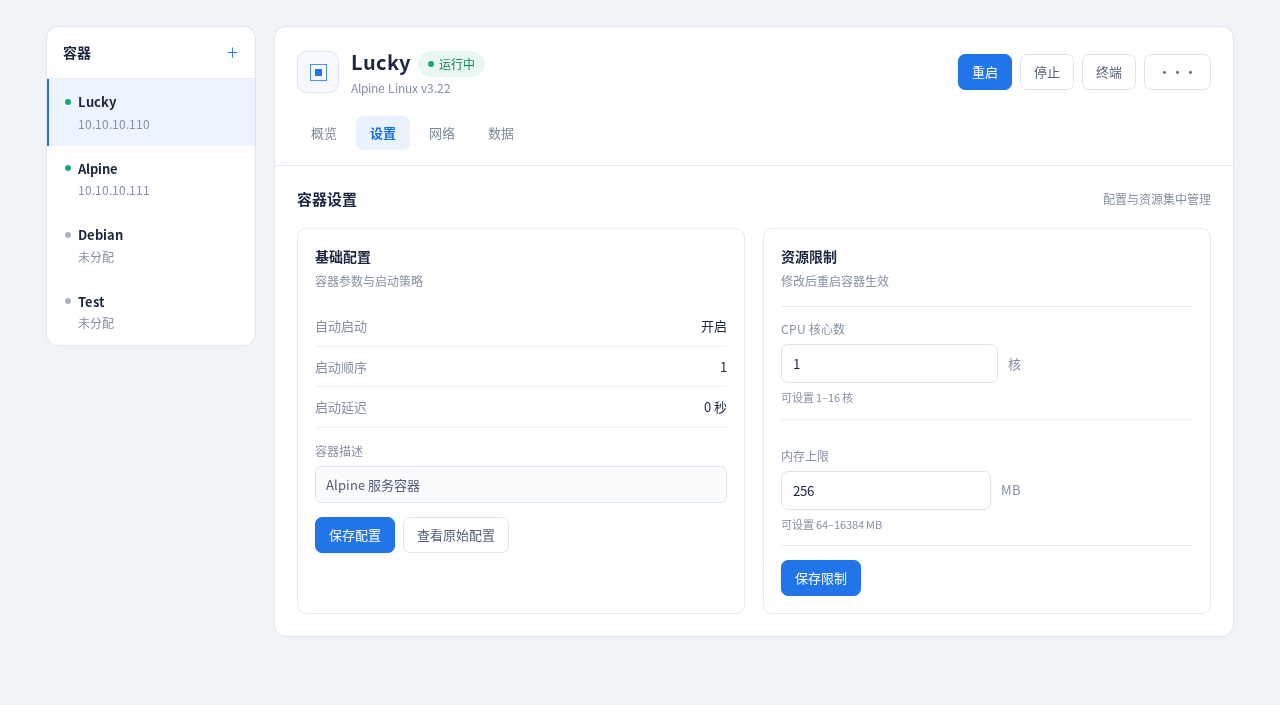 容器
+
Lucky
10.10.10.110
Alpine
10.10.10.111
Debian
未分配
Test
未分配
Lucky
运行中
Alpine Linux v3.22
重启
停止
终端
···
概览
设置
网络
数据
容器设置
配置与资源集中管理
基础配置
容器参数与启动策略
自动启动
开启
启动顺序
1
启动延迟
0 秒
容器描述
Alpine 服务容器
保存配置
查看原始配置
资源限制
修改后重启容器生效
CPU 核心数
1
核
可设置 1–16 核
内存上限
256
MB
可设置 64–16384 MB
保存限制